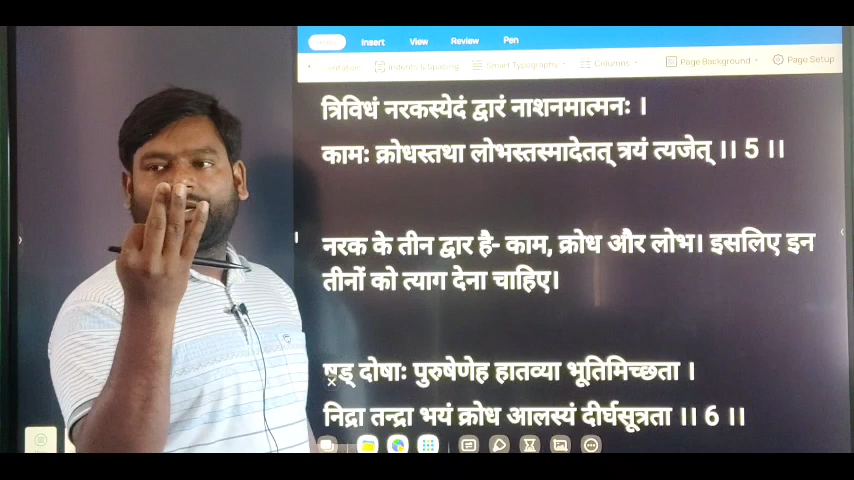 Insert View Review Pen
Indents & Spacing Smart Typography Columns Page Background Page Setup
त्रिविधं नरकस्येदं द्वारं नाशनमात्मनः ।
कामः क्रोधस्तथा लोभस्तस्मादेतत् त्रयं त्यजेत् ।। 5 ।।
नरक के तीन द्वार है- काम, क्रोध और लोभ। इसलिए इन
तीनों को त्याग देना चाहिए।
षड् दोषाः पुरुषेणेह हातव्या भूतिमिच्छता ।
निद्रा तन्द्रा भयं क्रोध आलस्यं दीर्घसूत्रता ।। 6 ।।